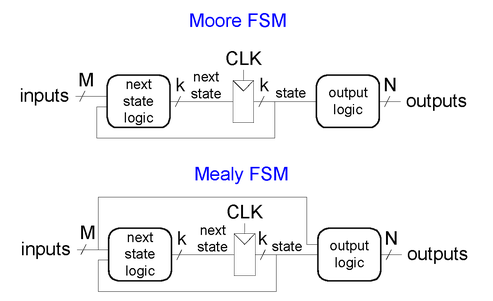 Moore FSM
CLK
inputs M next state logic k next state k state output logic N outputs
Mealy FSM
CLK
inputs M next state logic k next state k state output logic N outputs